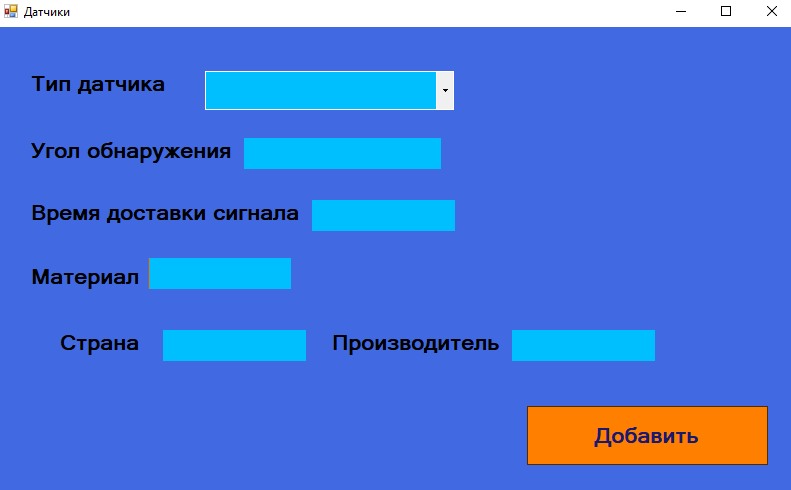 Датчики
Тип датчика
Угол обнаружения
Время доставки сигнала
Материал
Страна Производитель
Добавить